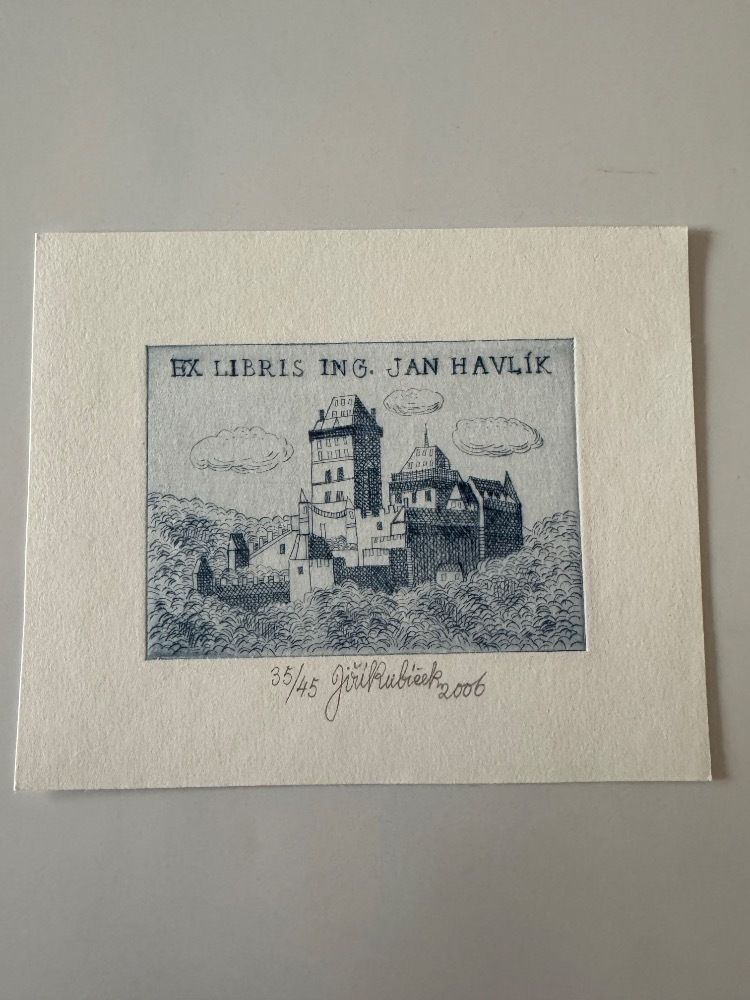 EX LIBRIS ING. JAN HAVLÍK
35/45 Jiří Kubíček 2006